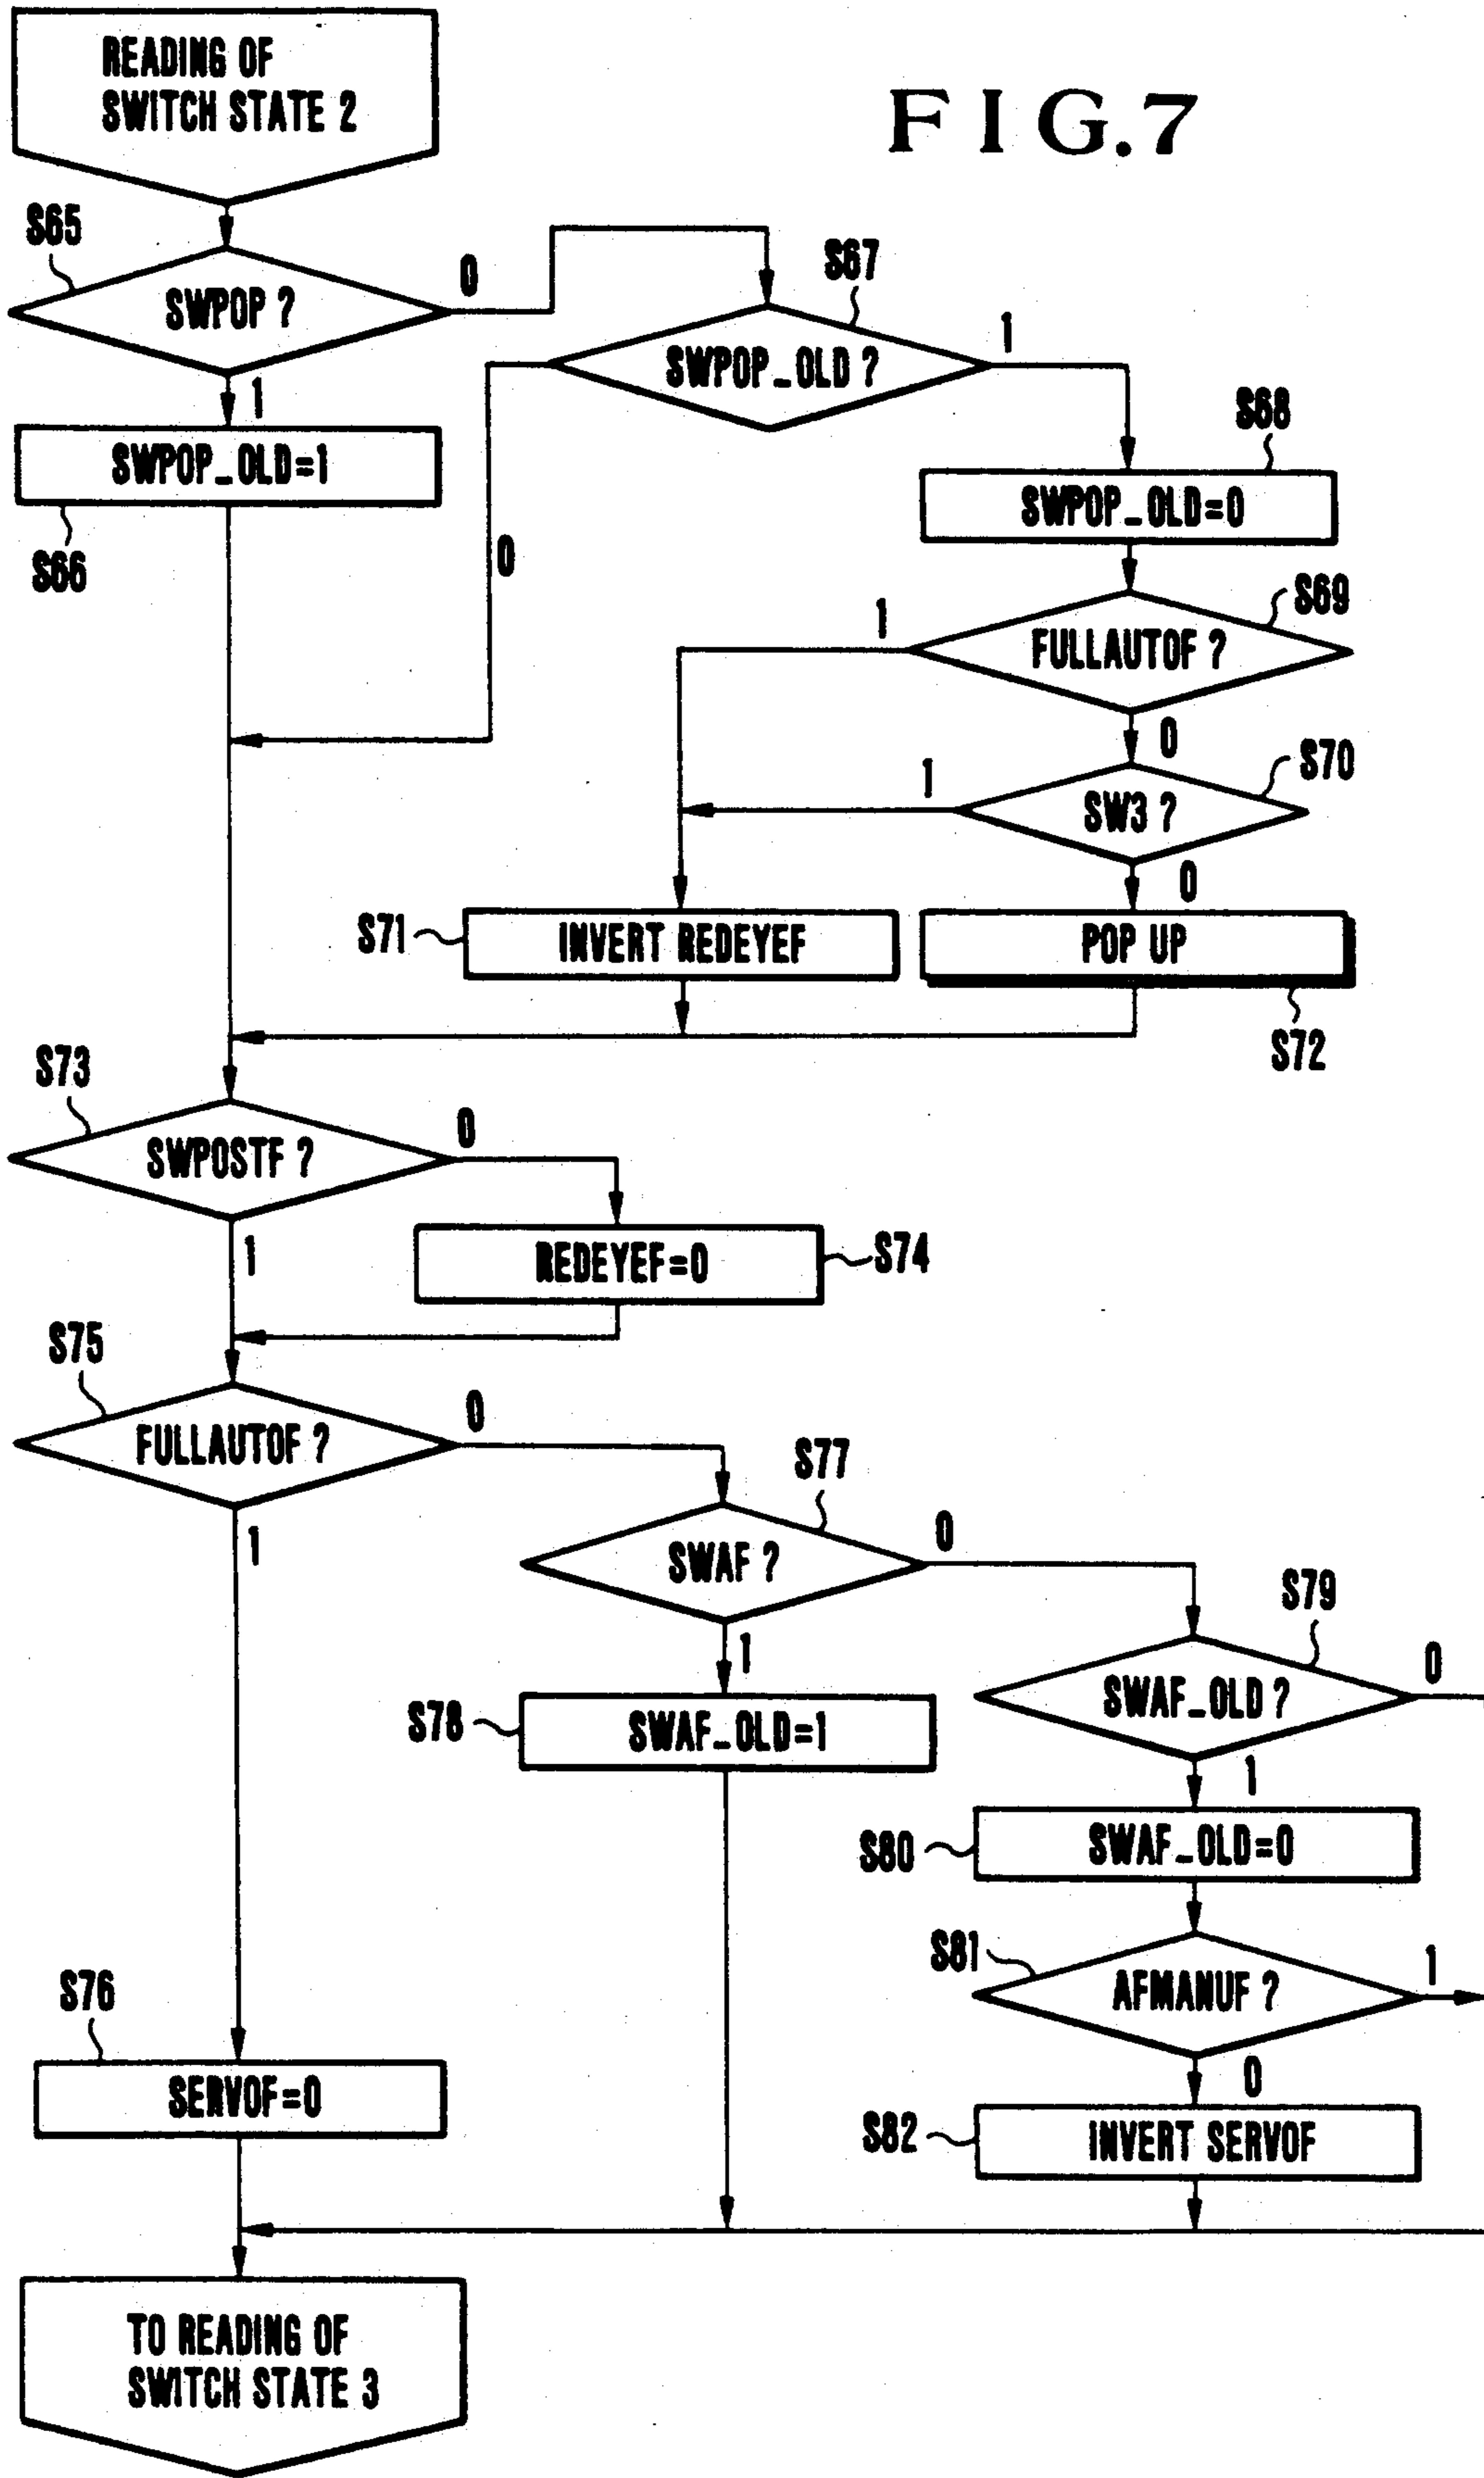 READING OF
SWITCH STATE 2
FIG.7
S65
SWPOP ?
0
1
S67
SWPOP_OLD ?
1
0
SWPOP_OLD=1
S66
S68
SWPOP_OLD=0
S69
FULLAUTOF ?
1
0
S70
SW3 ?
1
0
S71
INVERT REDEYEF
POP UP
S72
S73
SWPOSTF ?
0
1
REDEYEF=0
S74
S75
FULLAUTOF ?
0
1
S77
SWAF ?
0
1
S78
SWAF_OLD=1
S79
SWAF_OLD ?
0
1
S80
SWAF_OLD=0
S81
AFMANUF ?
1
0
S76
SERVOF=0
S82
INVERT SERVOF
TO READING OF
SWITCH STATE 3